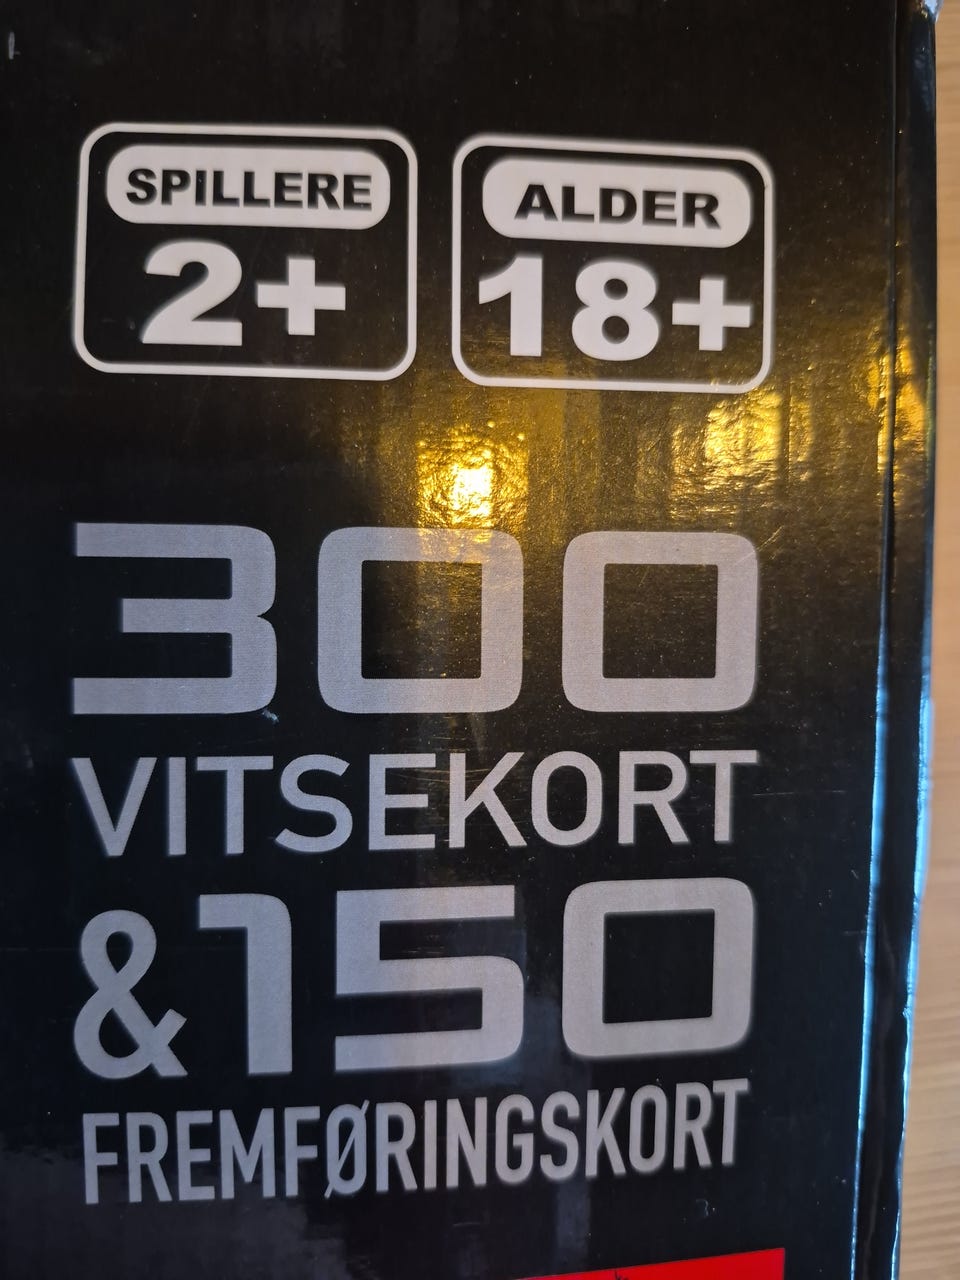 SPILLERE
2+
ALDER
18+
300
VITSEKORT
&150
FREMFØRINGSKORT